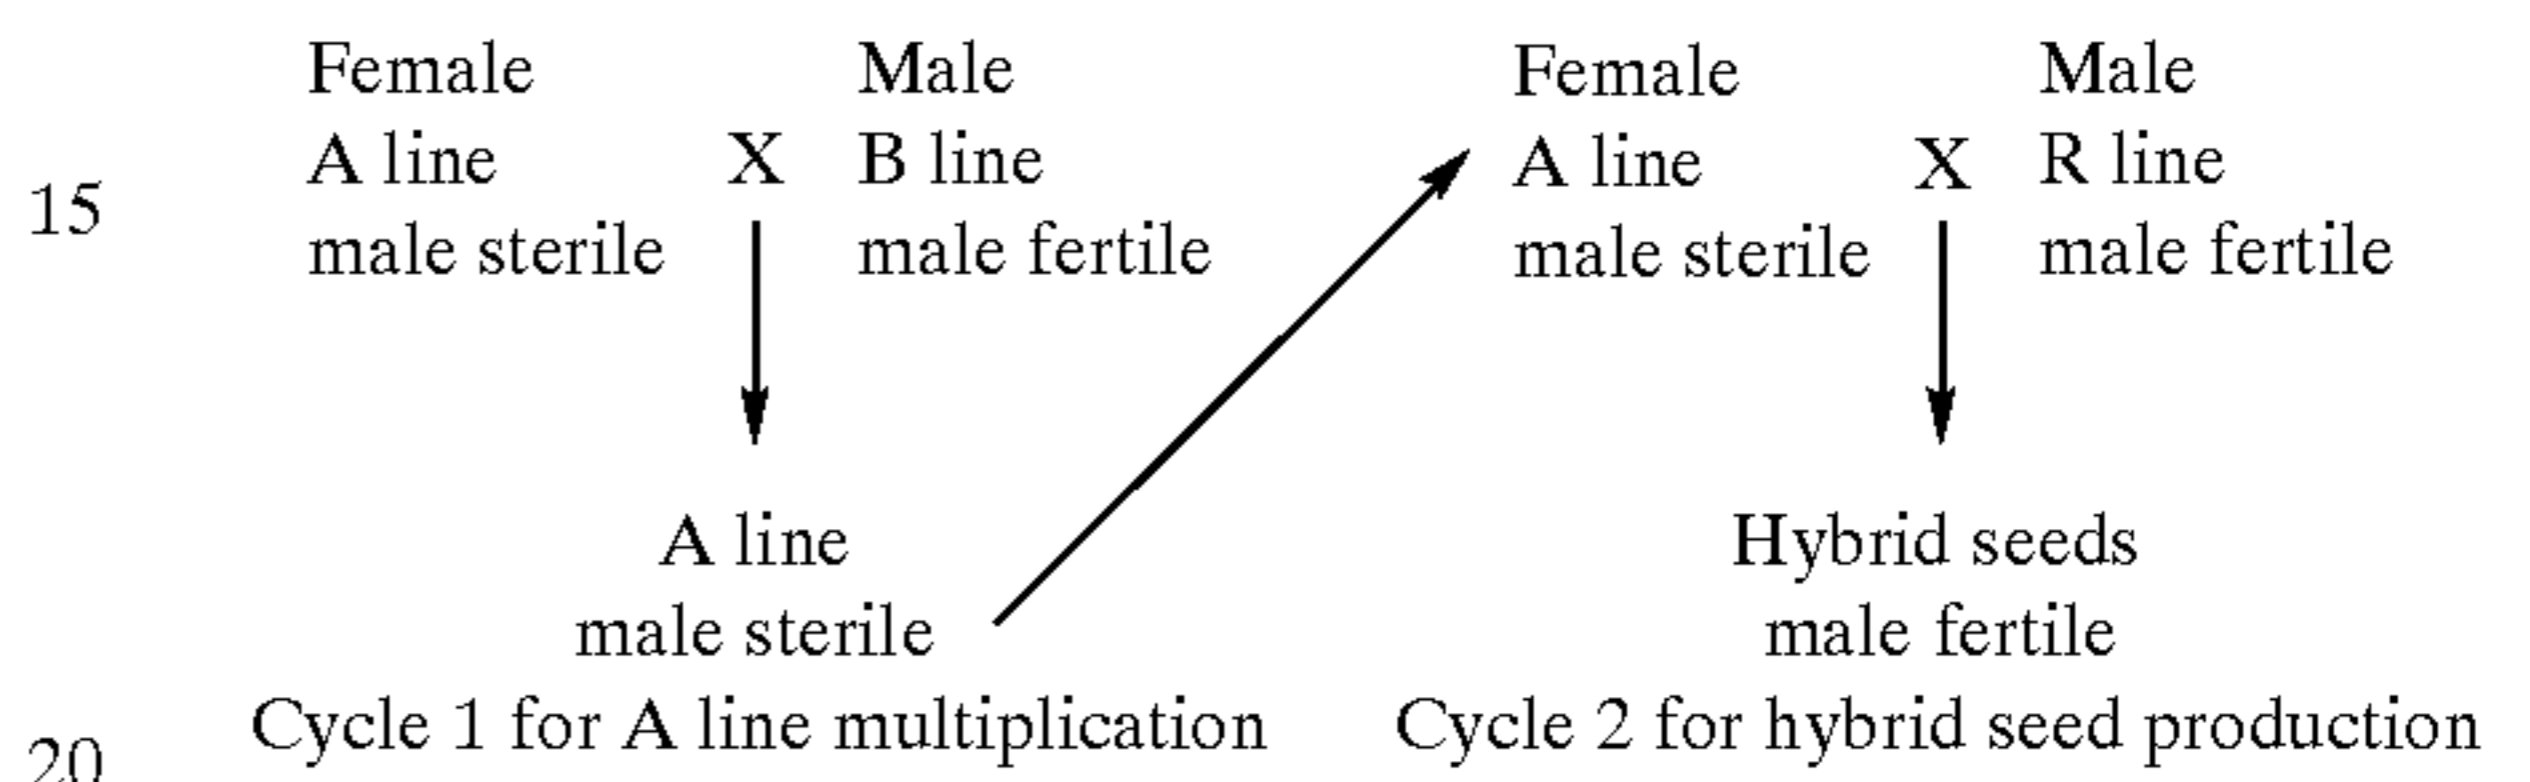 Female Male Female Male
A line X B line A line X R line
15
male sterile male fertile male sterile male fertile
A line Hybrid seeds
male sterile male fertile
Cycle 1 for A line multiplication Cycle 2 for hybrid seed production
20